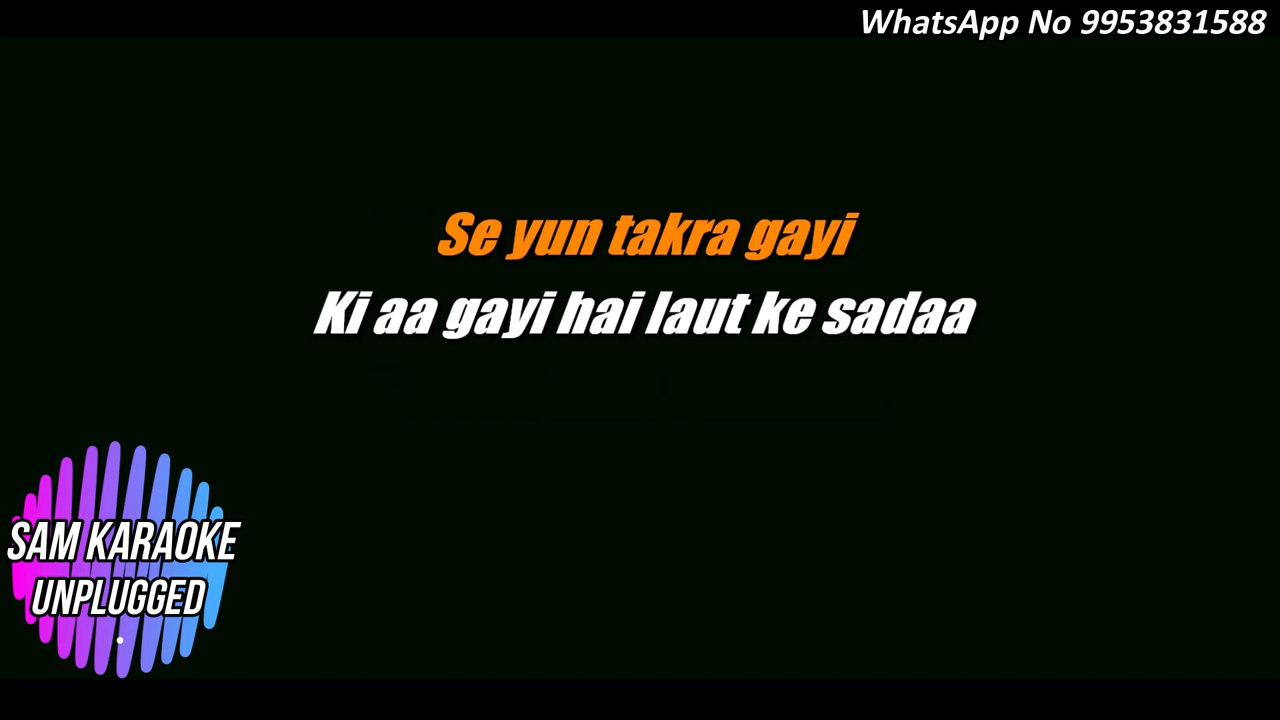 WhatsApp No 9953831588
Se yun takra gayi
Ki aa gayi hai laut ke sadaa
SAM KARAOKE
UNPLUGGED